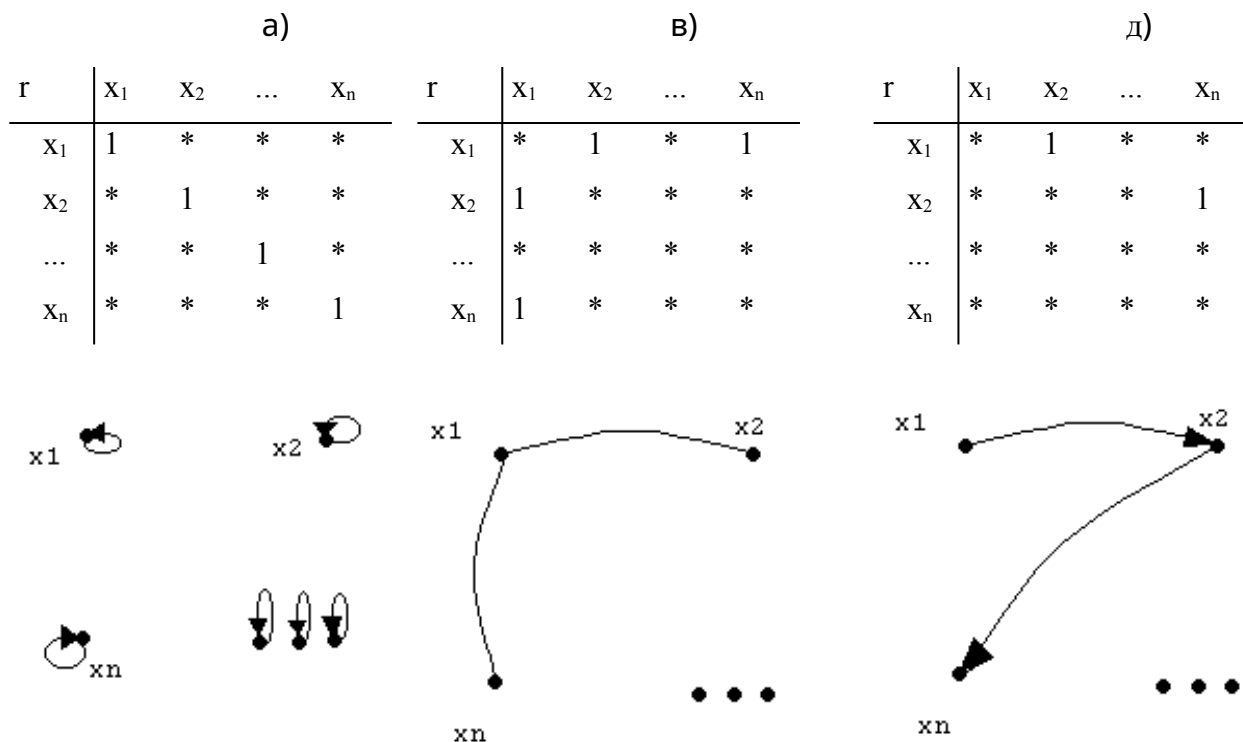 а) в) д)
r x₁ x₂ ... xₙ r x₁ x₂ ... xₙ r x₁ x₂ ... xₙ
x₁ 1 * * * x₁ * 1 * 1 x₁ * 1 * *
x₂ * 1 * * x₂ 1 * * * x₂ * * * 1
... * * 1 * ... * * * * ... * * * *
xₙ * * * 1 xₙ 1 * * * xₙ * * * *
x1 x2 x1 x2 x1 x2
xn xn xn